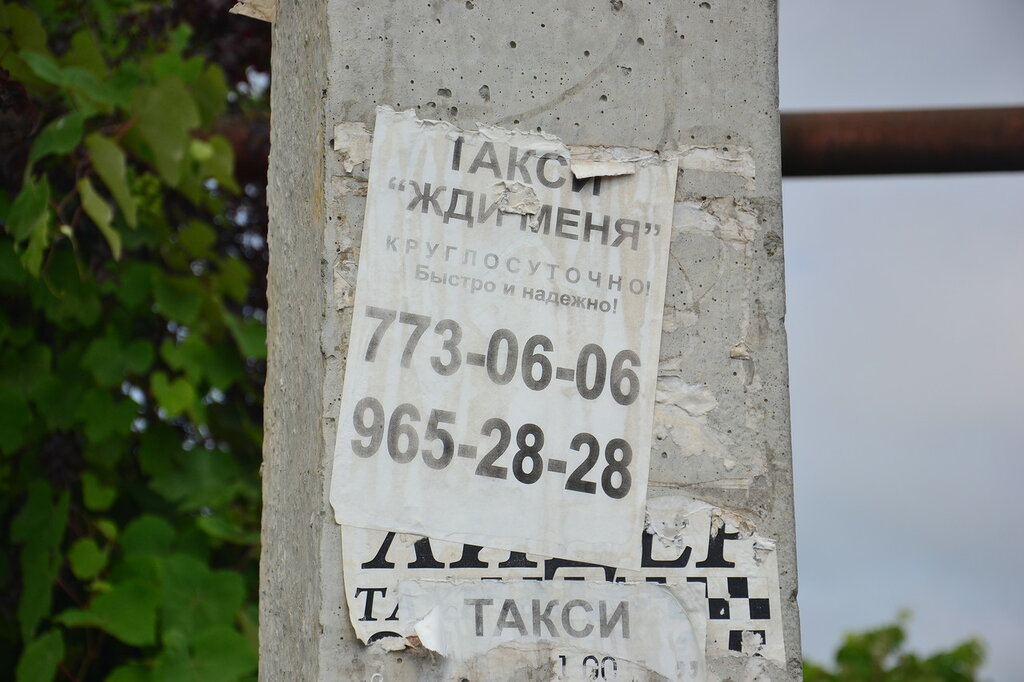 ТАКСИ
“ЖДИ МЕНЯ”
КРУГЛОСУТОЧНО!
Быстро и надежно!
773-06-06
965-28-28
ТАКСИ